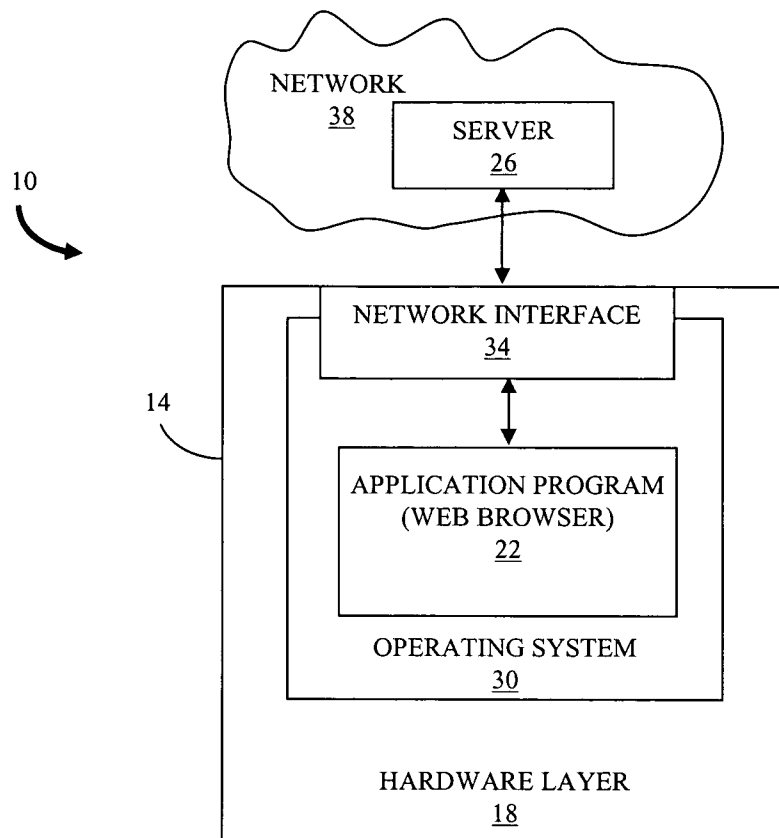 NETWORK
38
SERVER
26
10
NETWORK INTERFACE
34
14
APPLICATION PROGRAM
(WEB BROWSER)
22
OPERATING SYSTEM
30
HARDWARE LAYER
18